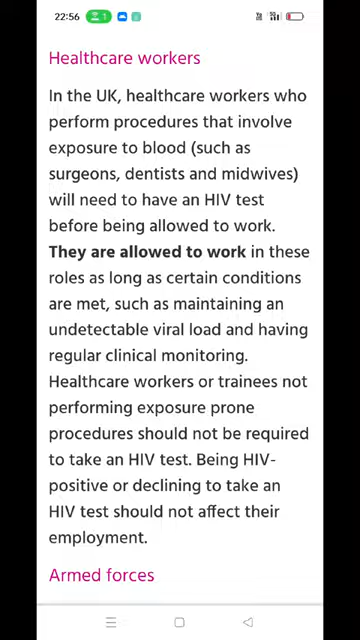 22:56
1
Healthcare workers
In the UK, healthcare workers who
perform procedures that involve
exposure to blood (such as
surgeons, dentists and midwives)
will need to have an HIV test
before being allowed to work.
They are allowed to work in these
roles as long as certain conditions
are met, such as maintaining an
undetectable viral load and having
regular clinical monitoring.
Healthcare workers or trainees not
performing exposure prone
procedures should not be required
to take an HIV test. Being HIV-
positive or declining to take an
HIV test should not affect their
employment.
Armed forces